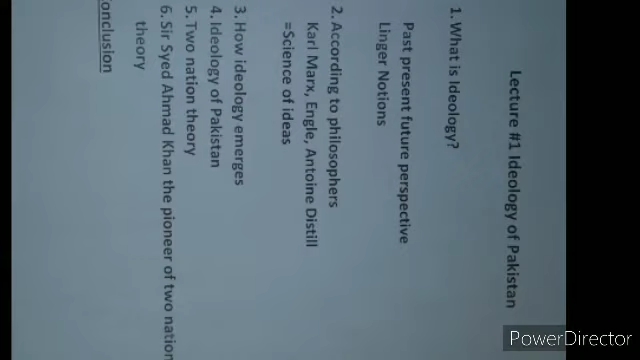 Lecture #1 Ideology of Pakistan
1. What is Ideology?
Past present future perspective
Linger Notions
2. According to philosophers
Karl Marx, Engle, Antoine Distill
=Science of ideas
3. How ideology emerges
4. Ideology of Pakistan
5. Two nation theory
6. Sir Syed Ahmad Khan the pioneer of two nation
theory
onclusion
PowerDirector